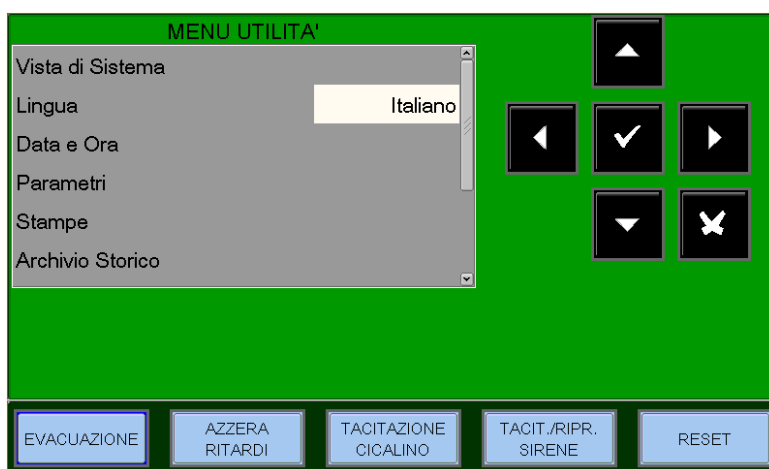 MENU UTILITA'
Vista di Sistema
Lingua Italiano
Data e Ora
Parametri
Stampe
Archivio Storico
EVACUAZIONE
AZZERA
RITARDI
TACITAZIONE
CICALINO
TACIT./RIPR.
SIRENE
RESET